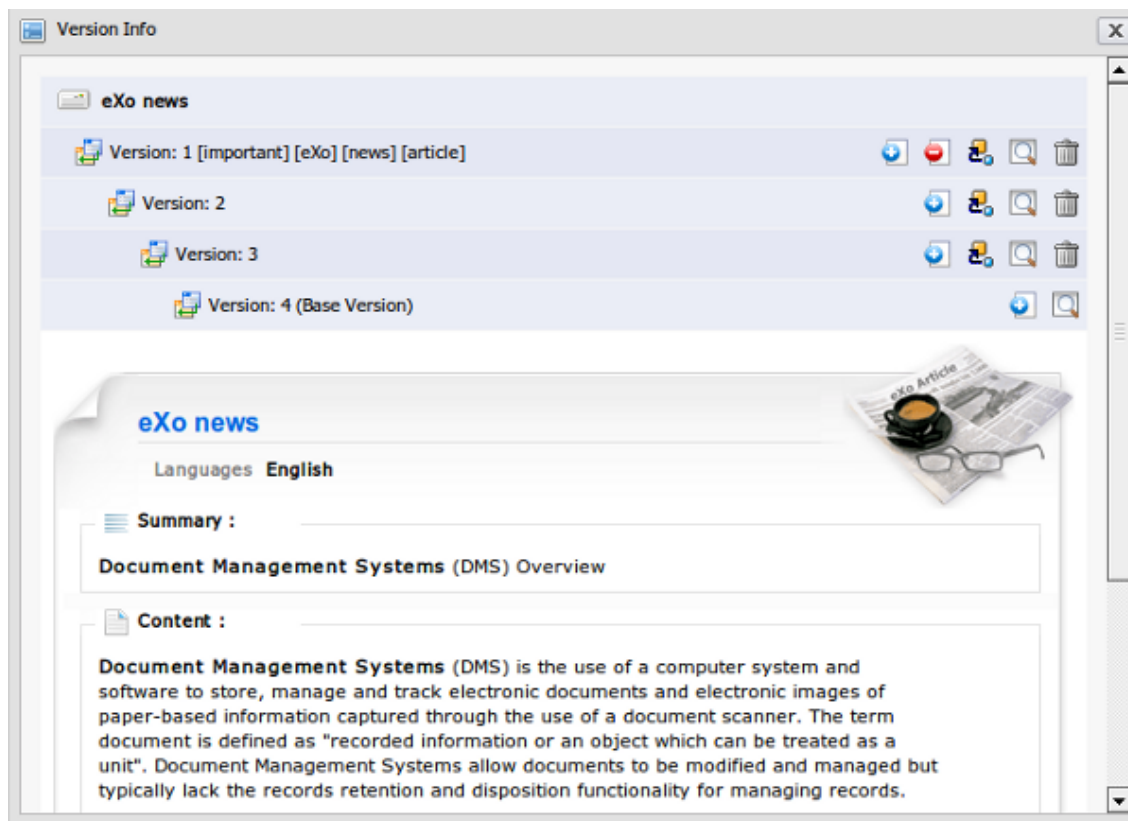 Version Info
eXo news
Version: 1 [important] [eXo] [news] [article]
Version: 2
Version: 3
Version: 4 (Base Version)
eXo Article
eXo news
Languages English
Summary :
Document Management Systems (DMS) Overview
Content :
Document Management Systems (DMS) is the use of a computer system and
software to store, manage and track electronic documents and electronic images of
paper-based information captured through the use of a document scanner. The term
document is defined as "recorded information or an object which can be treated as a
unit". Document Management Systems allow documents to be modified and managed but
typically lack the records retention and disposition functionality for managing records.